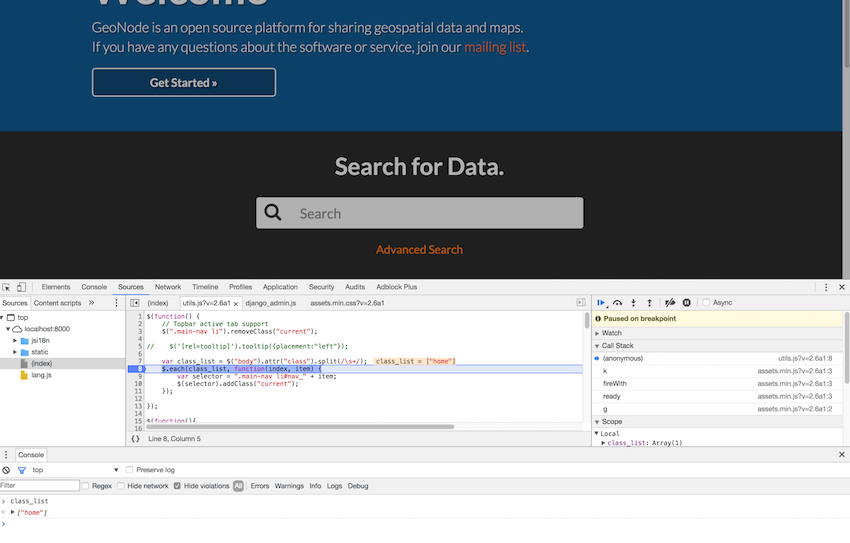 Welcome
GeoNode is an open source platform for sharing geospatial data and maps.
If you have any questions about the software or service, join our mailing list.
Get Started »
Search for Data.
Search
Advanced Search
Elements Console Sources Network Timeline Profiles Application Security Audits Adblock Plus
Sources Content scripts »
(index) utils.js?v=2.6a1 × django_admin.js assets.min.css?v=2.6a1
Async
top
localhost:8000
jsi18n
static
(index)
lang.js
1 $(function() {
2 // Topbar active tab support
3 $(".main-nav li").removeClass("current");
4
5 // $('[rel=tooltip]').tooltip({placement:"left"});
6
7 var class_list = $("body").attr("class").split(/\s+/); class_list = ["home"]
8 $.each(class_list, function(index, item) {
9 var selector = ".main-nav li#nav_" + item;
10 $(selector).addClass("current");
11 });
12
13 });
14
15 $(function(){
16
{} Line 8, Column 5
Paused on breakpoint
Watch
Call Stack
(anonymous) utils.js?v=2.6a1:8
k assets.min.js?v=2.6a1:3
fireWith assets.min.js?v=2.6a1:3
ready assets.min.js?v=2.6a1:3
g assets.min.js?v=2.6a1:2
Scope
Local
class_list: Array(1)
Console
top Preserve log
Filter Regex Hide network Hide violations All Errors Warnings Info Logs Debug
> class_list
["home"]
>